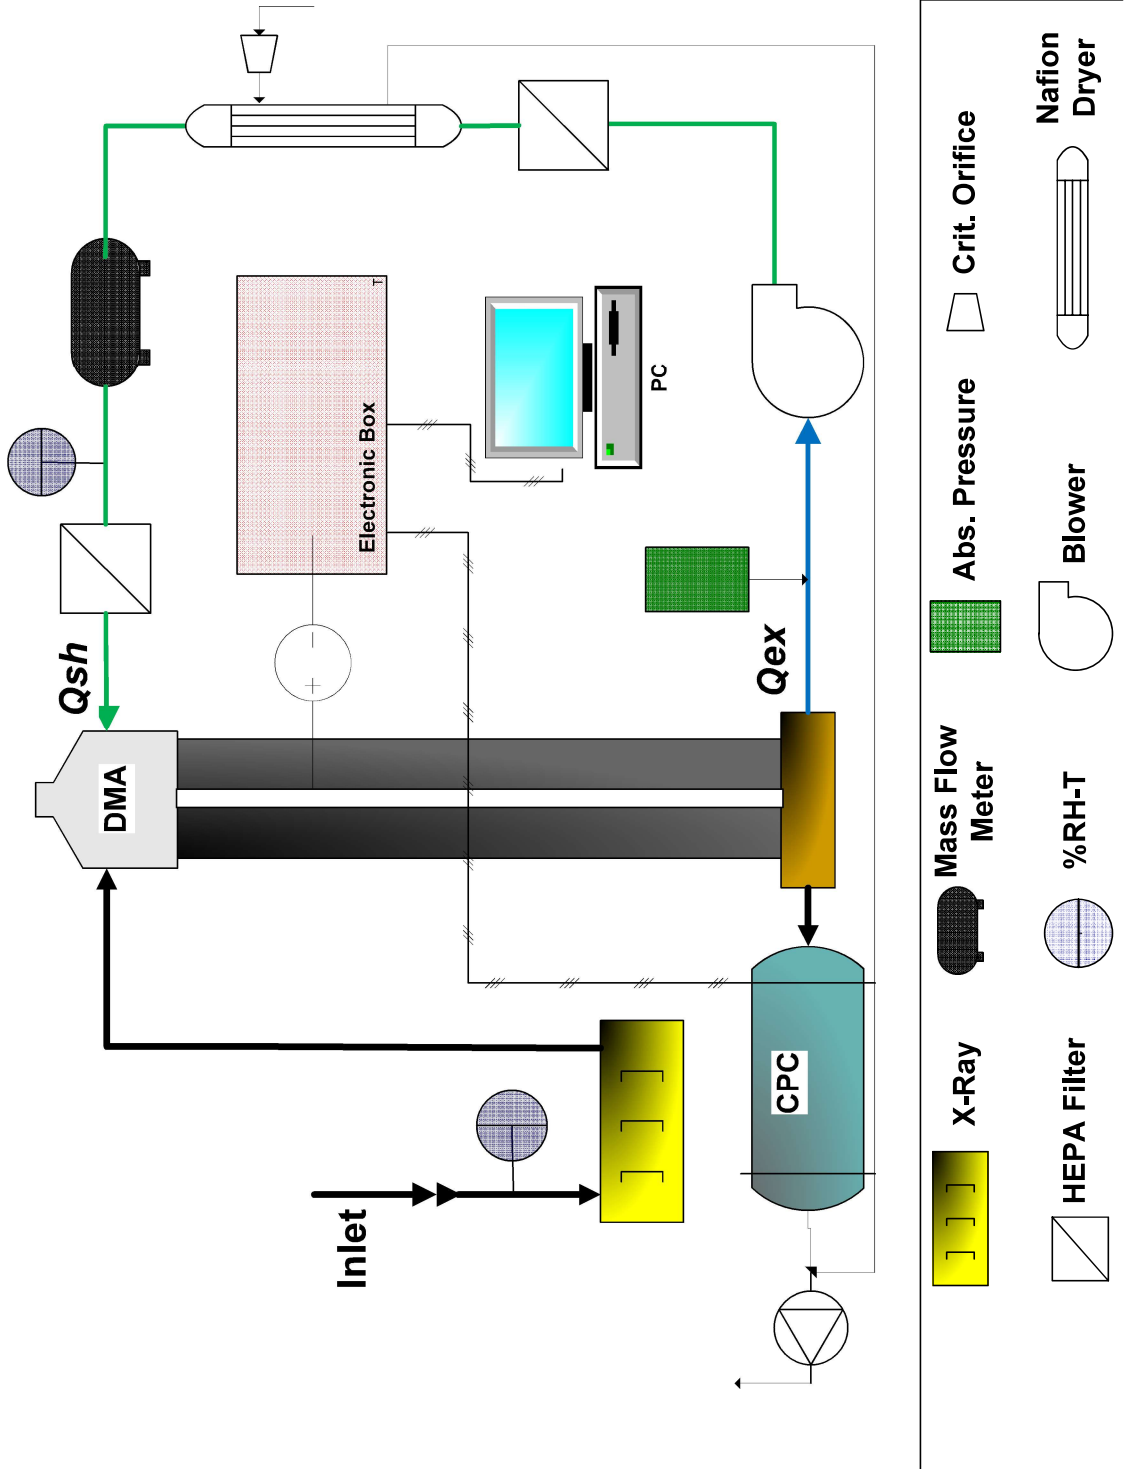 Inlet
DMA
Qsh
Electronic Box
T
PC
Qex
CPC
X-Ray
Mass Flow
Meter
Abs. Pressure
Crit. Orifice
HEPA Filter
%RH-T
Blower
Nafion
Dryer